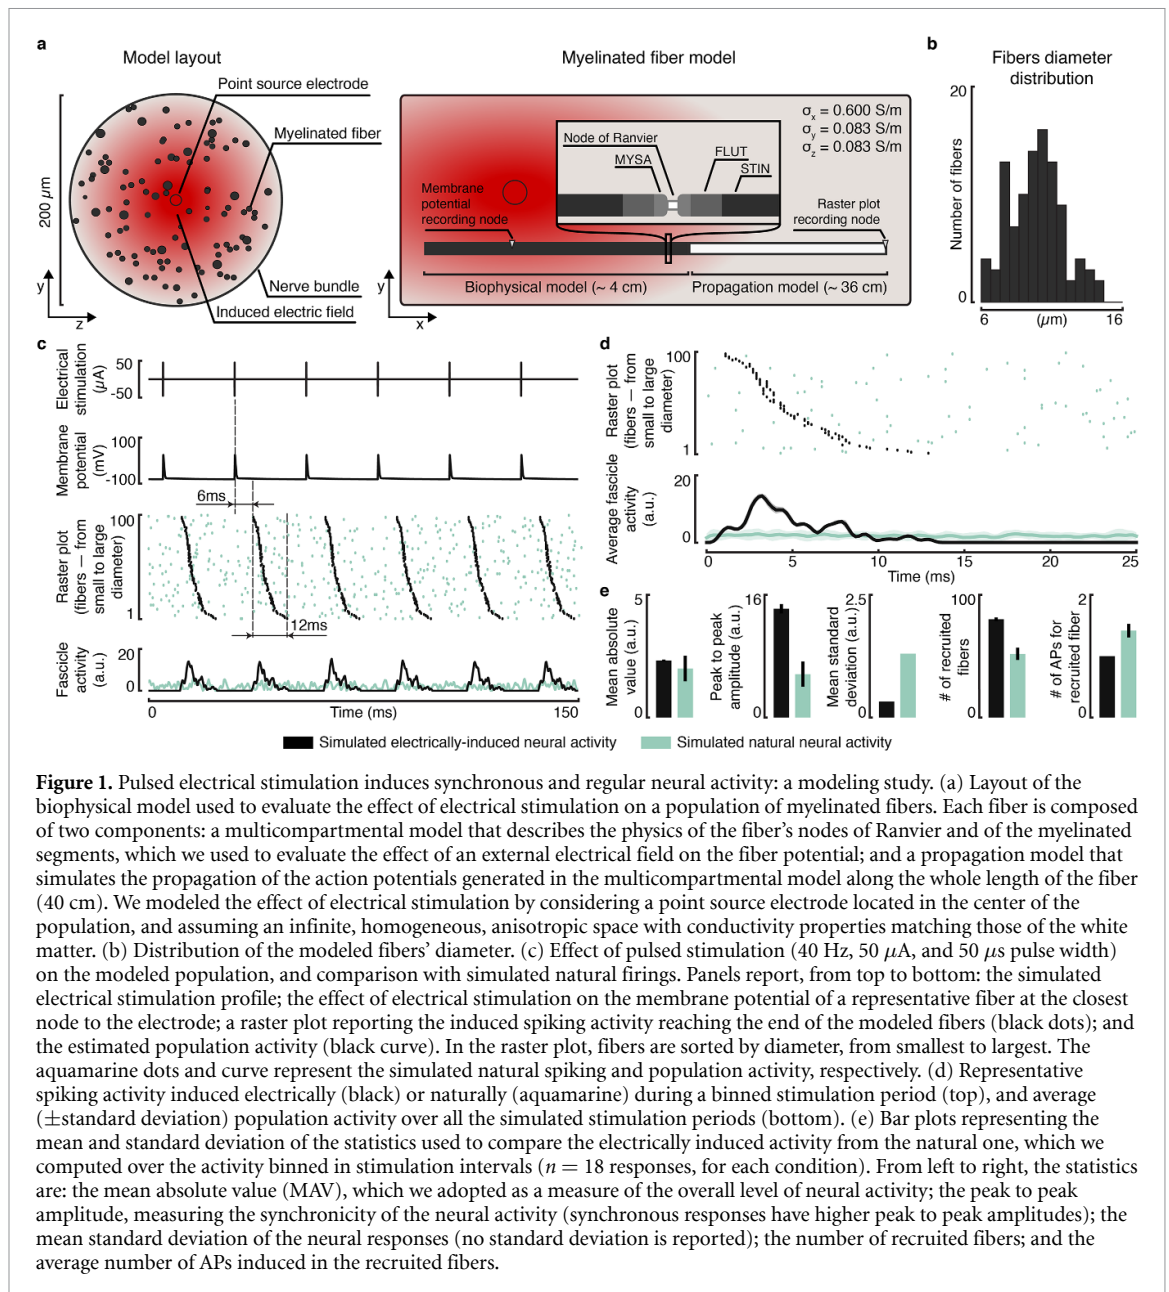 a
Model layout
Point source electrode
Myelinated fiber
200 µm
Nerve bundle
Induced electric field
y
z
Myelinated fiber model
σx = 0.600 S/m
σy = 0.083 S/m
σz = 0.083 S/m
Node of Ranvier
MYSA
FLUT
STIN
Membrane
potential
recording node
Raster plot
recording node
Biophysical model (~ 4 cm)
Propagation model (~ 36 cm)
y
x
b
Fibers diameter
distribution
20
Number of fibers
0
6
(µm)
16
c
Electrical
stimulation
(µA)
50
-50
Membrane
potential
(mV)
100
-100
6ms
Raster plot
(fibers — from
small to large
diameter)
100
1
12ms
Fascicle
activity
(a.u.)
20
0
0
Time (ms)
150
d
Raster plot
(fibers — from
small to large
diameter)
100
1
Average fascicle
activity
(a.u.)
20
0
0
5
10
15
20
25
Time (ms)
e
Mean absolute
value (a.u.)
5
0
Peak to peak
amplitude (a.u.)
16
0
Mean standard
deviation (a.u.)
2.5
0
# of recruited
fibers
100
0
# of APs for
recruited fiber
2
0
Simulated electrically-induced neural activity
Simulated natural neural activity
Figure 1. Pulsed electrical stimulation induces synchronous and regular neural activity: a modeling study. (a) Layout of the
biophysical model used to evaluate the effect of electrical stimulation on a population of myelinated fibers. Each fiber is composed
of two components: a multicompartmental model that describes the physics of the fiber's nodes of Ranvier and of the myelinated
segments, which we used to evaluate the effect of an external electrical field on the fiber potential; and a propagation model that
simulates the propagation of the action potentials generated in the multicompartmental model along the whole length of the fiber
(40 cm). We modeled the effect of electrical stimulation by considering a point source electrode located in the center of the
population, and assuming an infinite, homogeneous, anisotropic space with conductivity properties matching those of the white
matter. (b) Distribution of the modeled fibers' diameter. (c) Effect of pulsed stimulation (40 Hz, 50 µA, and 50 µs pulse width)
on the modeled population, and comparison with simulated natural firings. Panels report, from top to bottom: the simulated
electrical stimulation profile; the effect of electrical stimulation on the membrane potential of a representative fiber at the closest
node to the electrode; a raster plot reporting the induced spiking activity reaching the end of the modeled fibers (black dots); and
the estimated population activity (black curve). In the raster plot, fibers are sorted by diameter, from smallest to largest. The
aquamarine dots and curve represent the simulated natural spiking and population activity, respectively. (d) Representative
spiking activity induced electrically (black) or naturally (aquamarine) during a binned stimulation period (top), and average
(±standard deviation) population activity over all the simulated stimulation periods (bottom). (e) Bar plots representing the
mean and standard deviation of the statistics used to compare the electrically induced activity from the natural one, which we
computed over the activity binned in stimulation intervals (n = 18 responses, for each condition). From left to right, the statistics
are: the mean absolute value (MAV), which we adopted as a measure of the overall level of neural activity; the peak to peak
amplitude, measuring the synchronicity of the neural activity (synchronous responses have higher peak to peak amplitudes); the
mean standard deviation of the neural responses (no standard deviation is reported); the number of recruited fibers; and the
average number of APs induced in the recruited fibers.